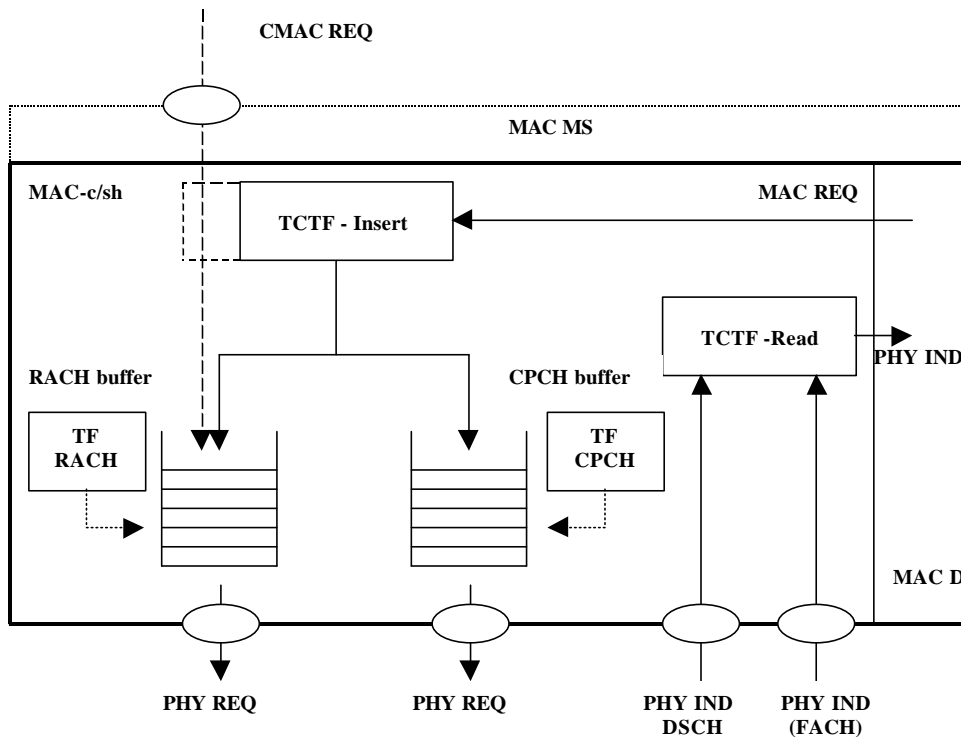 CMAC REQ
MAC MS
MAC-c/sh
MAC REQ
TCTF - Insert
TCTF -Read
PHY IND
RACH buffer
CPCH buffer
TF
RACH
TF
CPCH
MAC D
PHY REQ
PHY REQ
PHY IND
DSCH
PHY IND
(FACH)